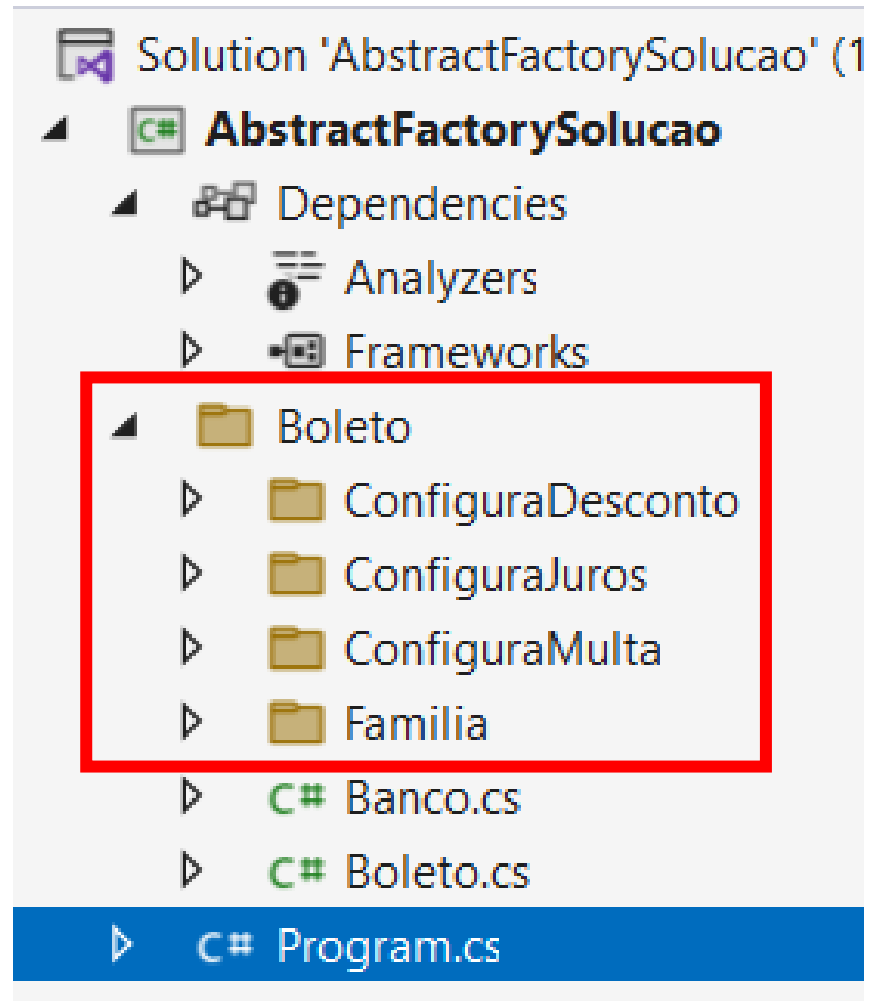 Solution 'AbstractFactorySolucao' (1
C# AbstractFactorySolucao
Dependencies
Analyzers
Frameworks
Boleto
ConfiguraDesconto
ConfiguraJuros
ConfiguraMulta
Familia
C# Banco.cs
C# Boleto.cs
C# Program.cs